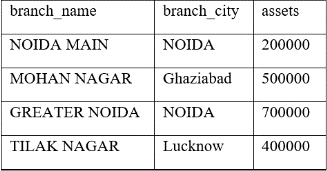 branch_name branch_city assets
NOIDA MAIN NOIDA 200000
MOHAN NAGAR Ghaziabad 500000
GREATER NOIDA NOIDA 700000
TILAK NAGAR Lucknow 400000